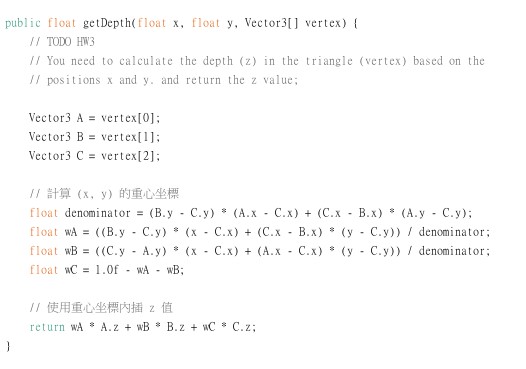 public float getDepth(float x, float y, Vector3[] vertex) {
// TODO HW3
// You need to calculate the depth (z) in the triangle (vertex) based on the
// positions x and y. and return the z value;
Vector3 A = vertex[0];
Vector3 B = vertex[1];
Vector3 C = vertex[2];
// 計算 (x, y) 的重心坐標
float denominator = (B.y - C.y) * (A.x - C.x) + (C.x - B.x) * (A.y - C.y);
float wA = ((B.y - C.y) * (x - C.x) + (C.x - B.x) * (y - C.y)) / denominator;
float wB = ((C.y - A.y) * (x - C.x) + (A.x - C.x) * (y - C.y)) / denominator;
float wC = 1.0f - wA - wB;
// 使用重心坐標內插 z 值
return wA * A.z + wB * B.z + wC * C.z;
}